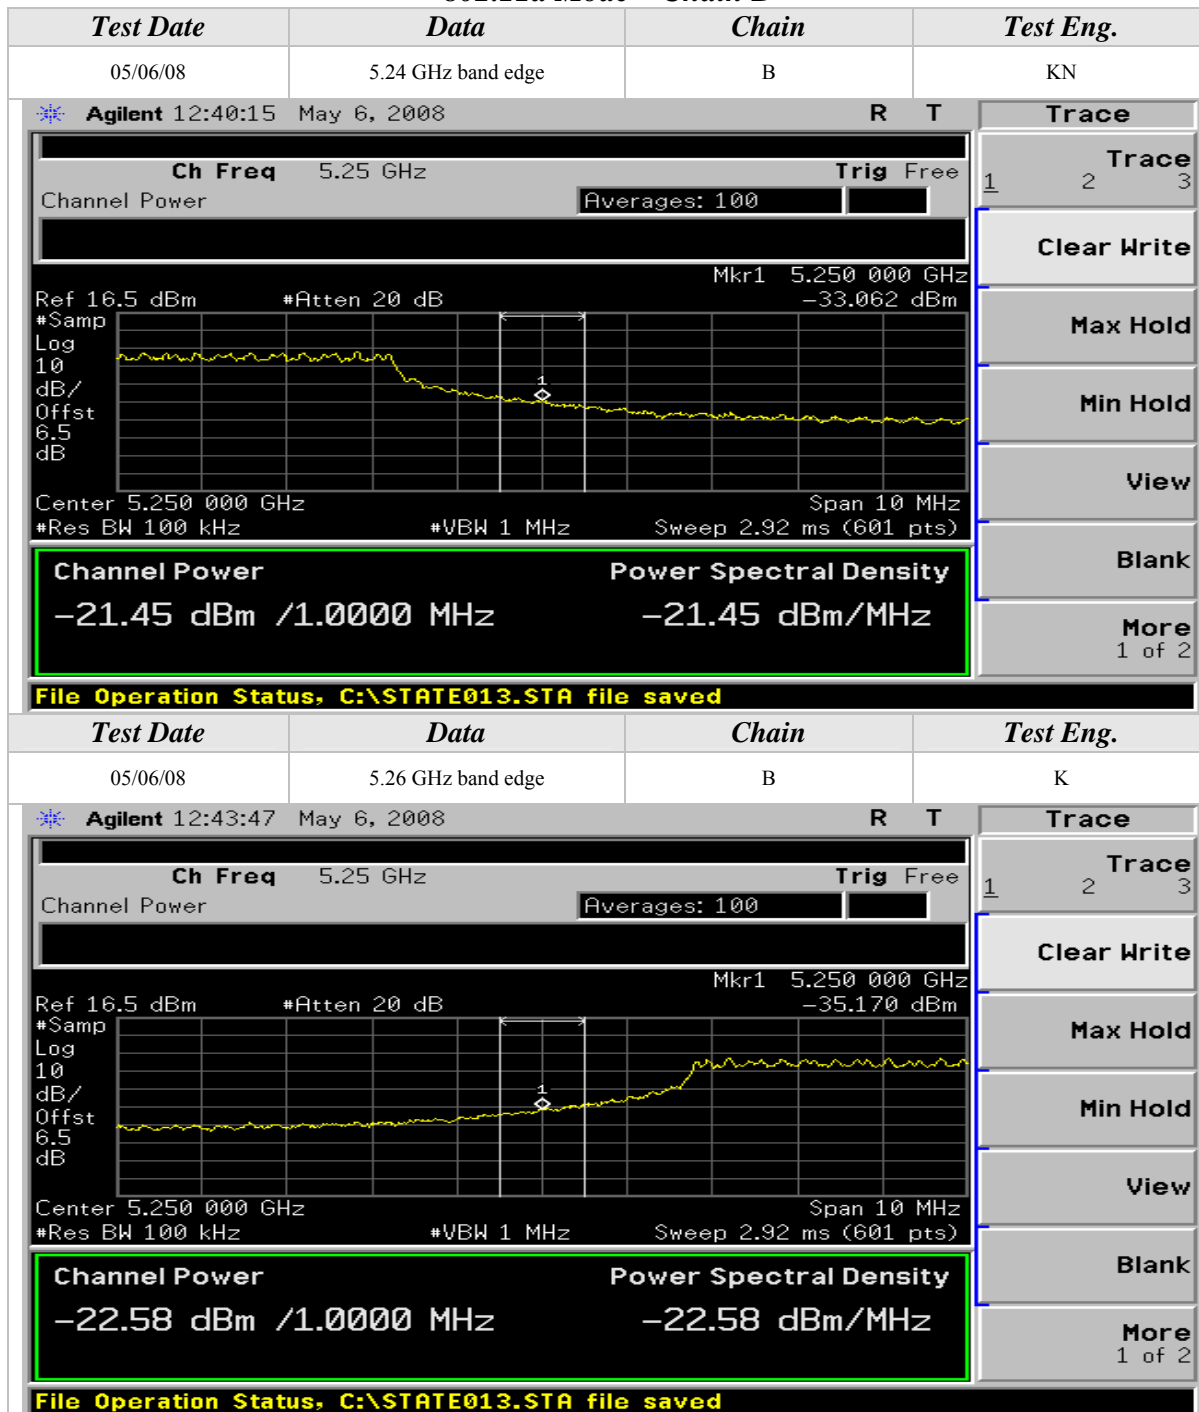 802.11a Mode – Chain B
Test Date Data Chain Test Eng.
05/06/08 5.24 GHz band edge B KN
Agilent 12:40:15 May 6, 2008 R T Trace
Ch Freq 5.25 GHz Trig Free
Channel Power Averages: 100
Trace
1 2 3
Clear Write
Mkr1 5.250 000 GHz
Ref 16.5 dBm #Atten 20 dB -33.062 dBm
#Samp
Log
10
dB/
Offst
6.5
dB
1
Max Hold
Min Hold
View
Center 5.250 000 GHz Span 10 MHz
#Res BW 100 kHz #VBW 1 MHz Sweep 2.92 ms (601 pts)
Channel Power Power Spectral Density
-21.45 dBm /1.0000 MHz -21.45 dBm/MHz
Blank
More
1 of 2
File Operation Status, C:\STATE013.STA file saved
Test Date Data Chain Test Eng.
05/06/08 5.26 GHz band edge B K
Agilent 12:43:47 May 6, 2008 R T Trace
Ch Freq 5.25 GHz Trig Free
Channel Power Averages: 100
Trace
1 2 3
Clear Write
Mkr1 5.250 000 GHz
Ref 16.5 dBm #Atten 20 dB -35.170 dBm
#Samp
Log
10
dB/
Offst
6.5
dB
1
Max Hold
Min Hold
View
Center 5.250 000 GHz Span 10 MHz
#Res BW 100 kHz #VBW 1 MHz Sweep 2.92 ms (601 pts)
Channel Power Power Spectral Density
-22.58 dBm /1.0000 MHz -22.58 dBm/MHz
Blank
More
1 of 2
File Operation Status, C:\STATE013.STA file saved